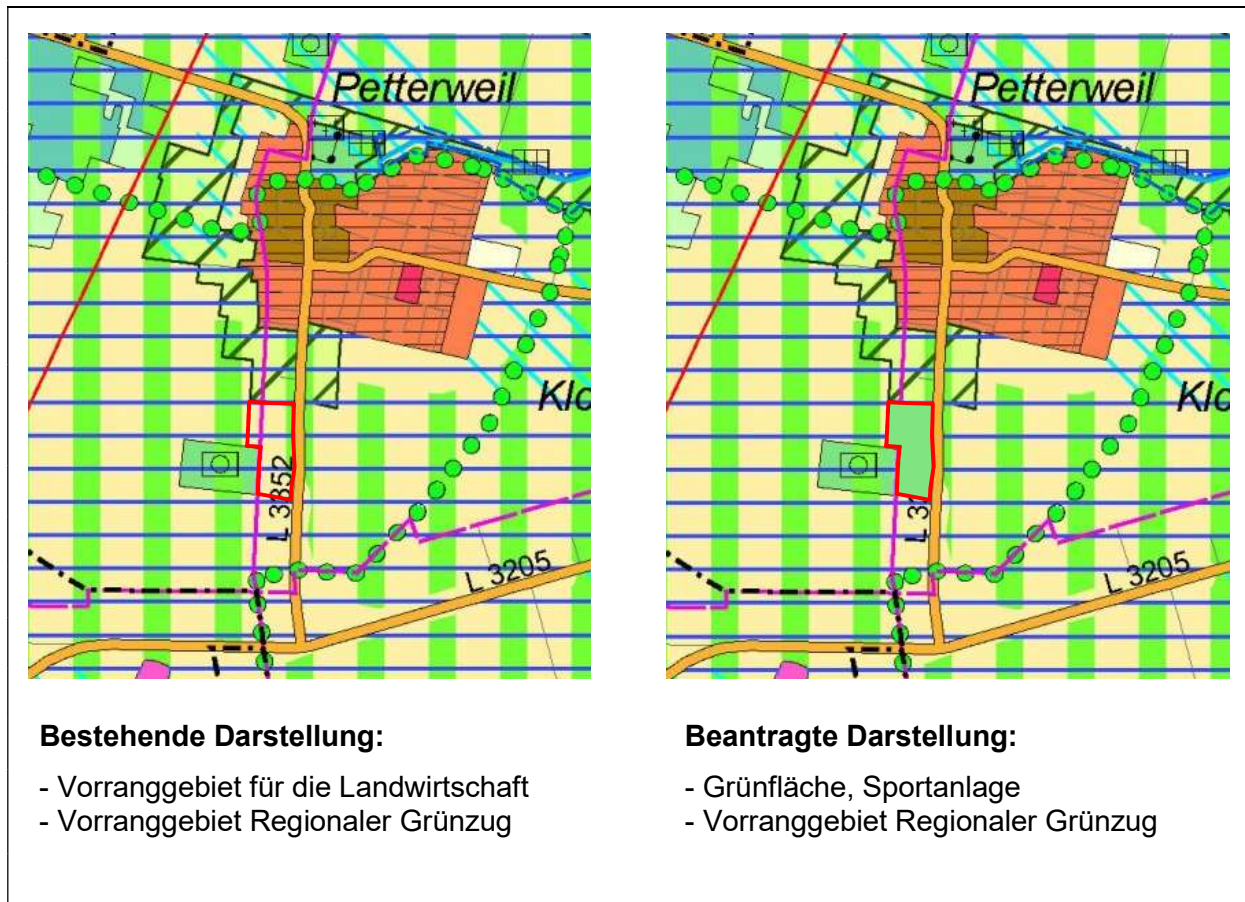 Petterweil
Klo
L 3352
L 3205
Petterweil
Klo
L 3
L 3205
Bestehende Darstellung:
- Vorranggebiet für die Landwirtschaft
- Vorranggebiet Regionaler Grünzug
Beantragte Darstellung:
- Grünfläche, Sportanlage
- Vorranggebiet Regionaler Grünzug